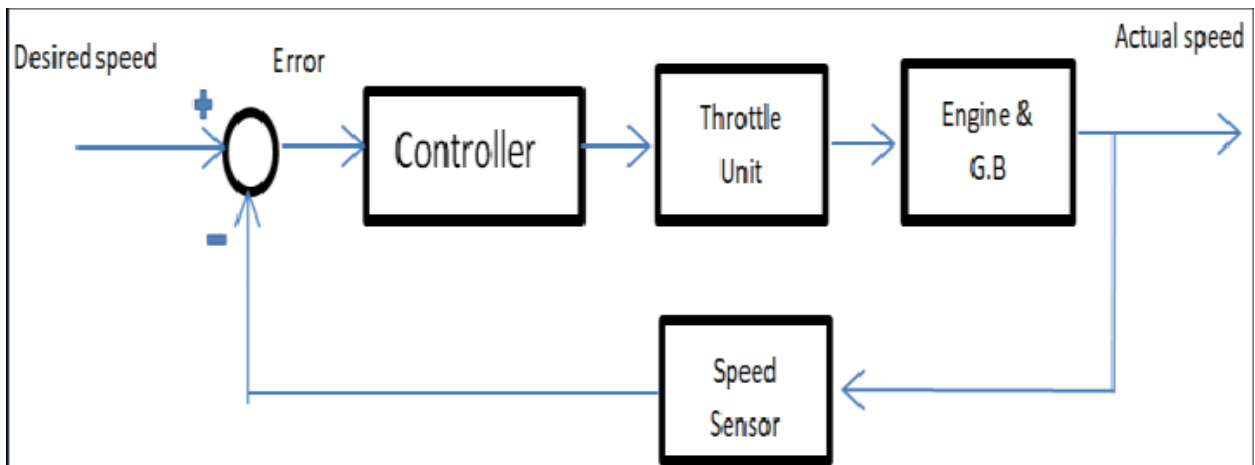 Desired speed
Error
Actual speed
+
Controller
Throttle
Unit
Engine &
G.B
-
Speed
Sensor